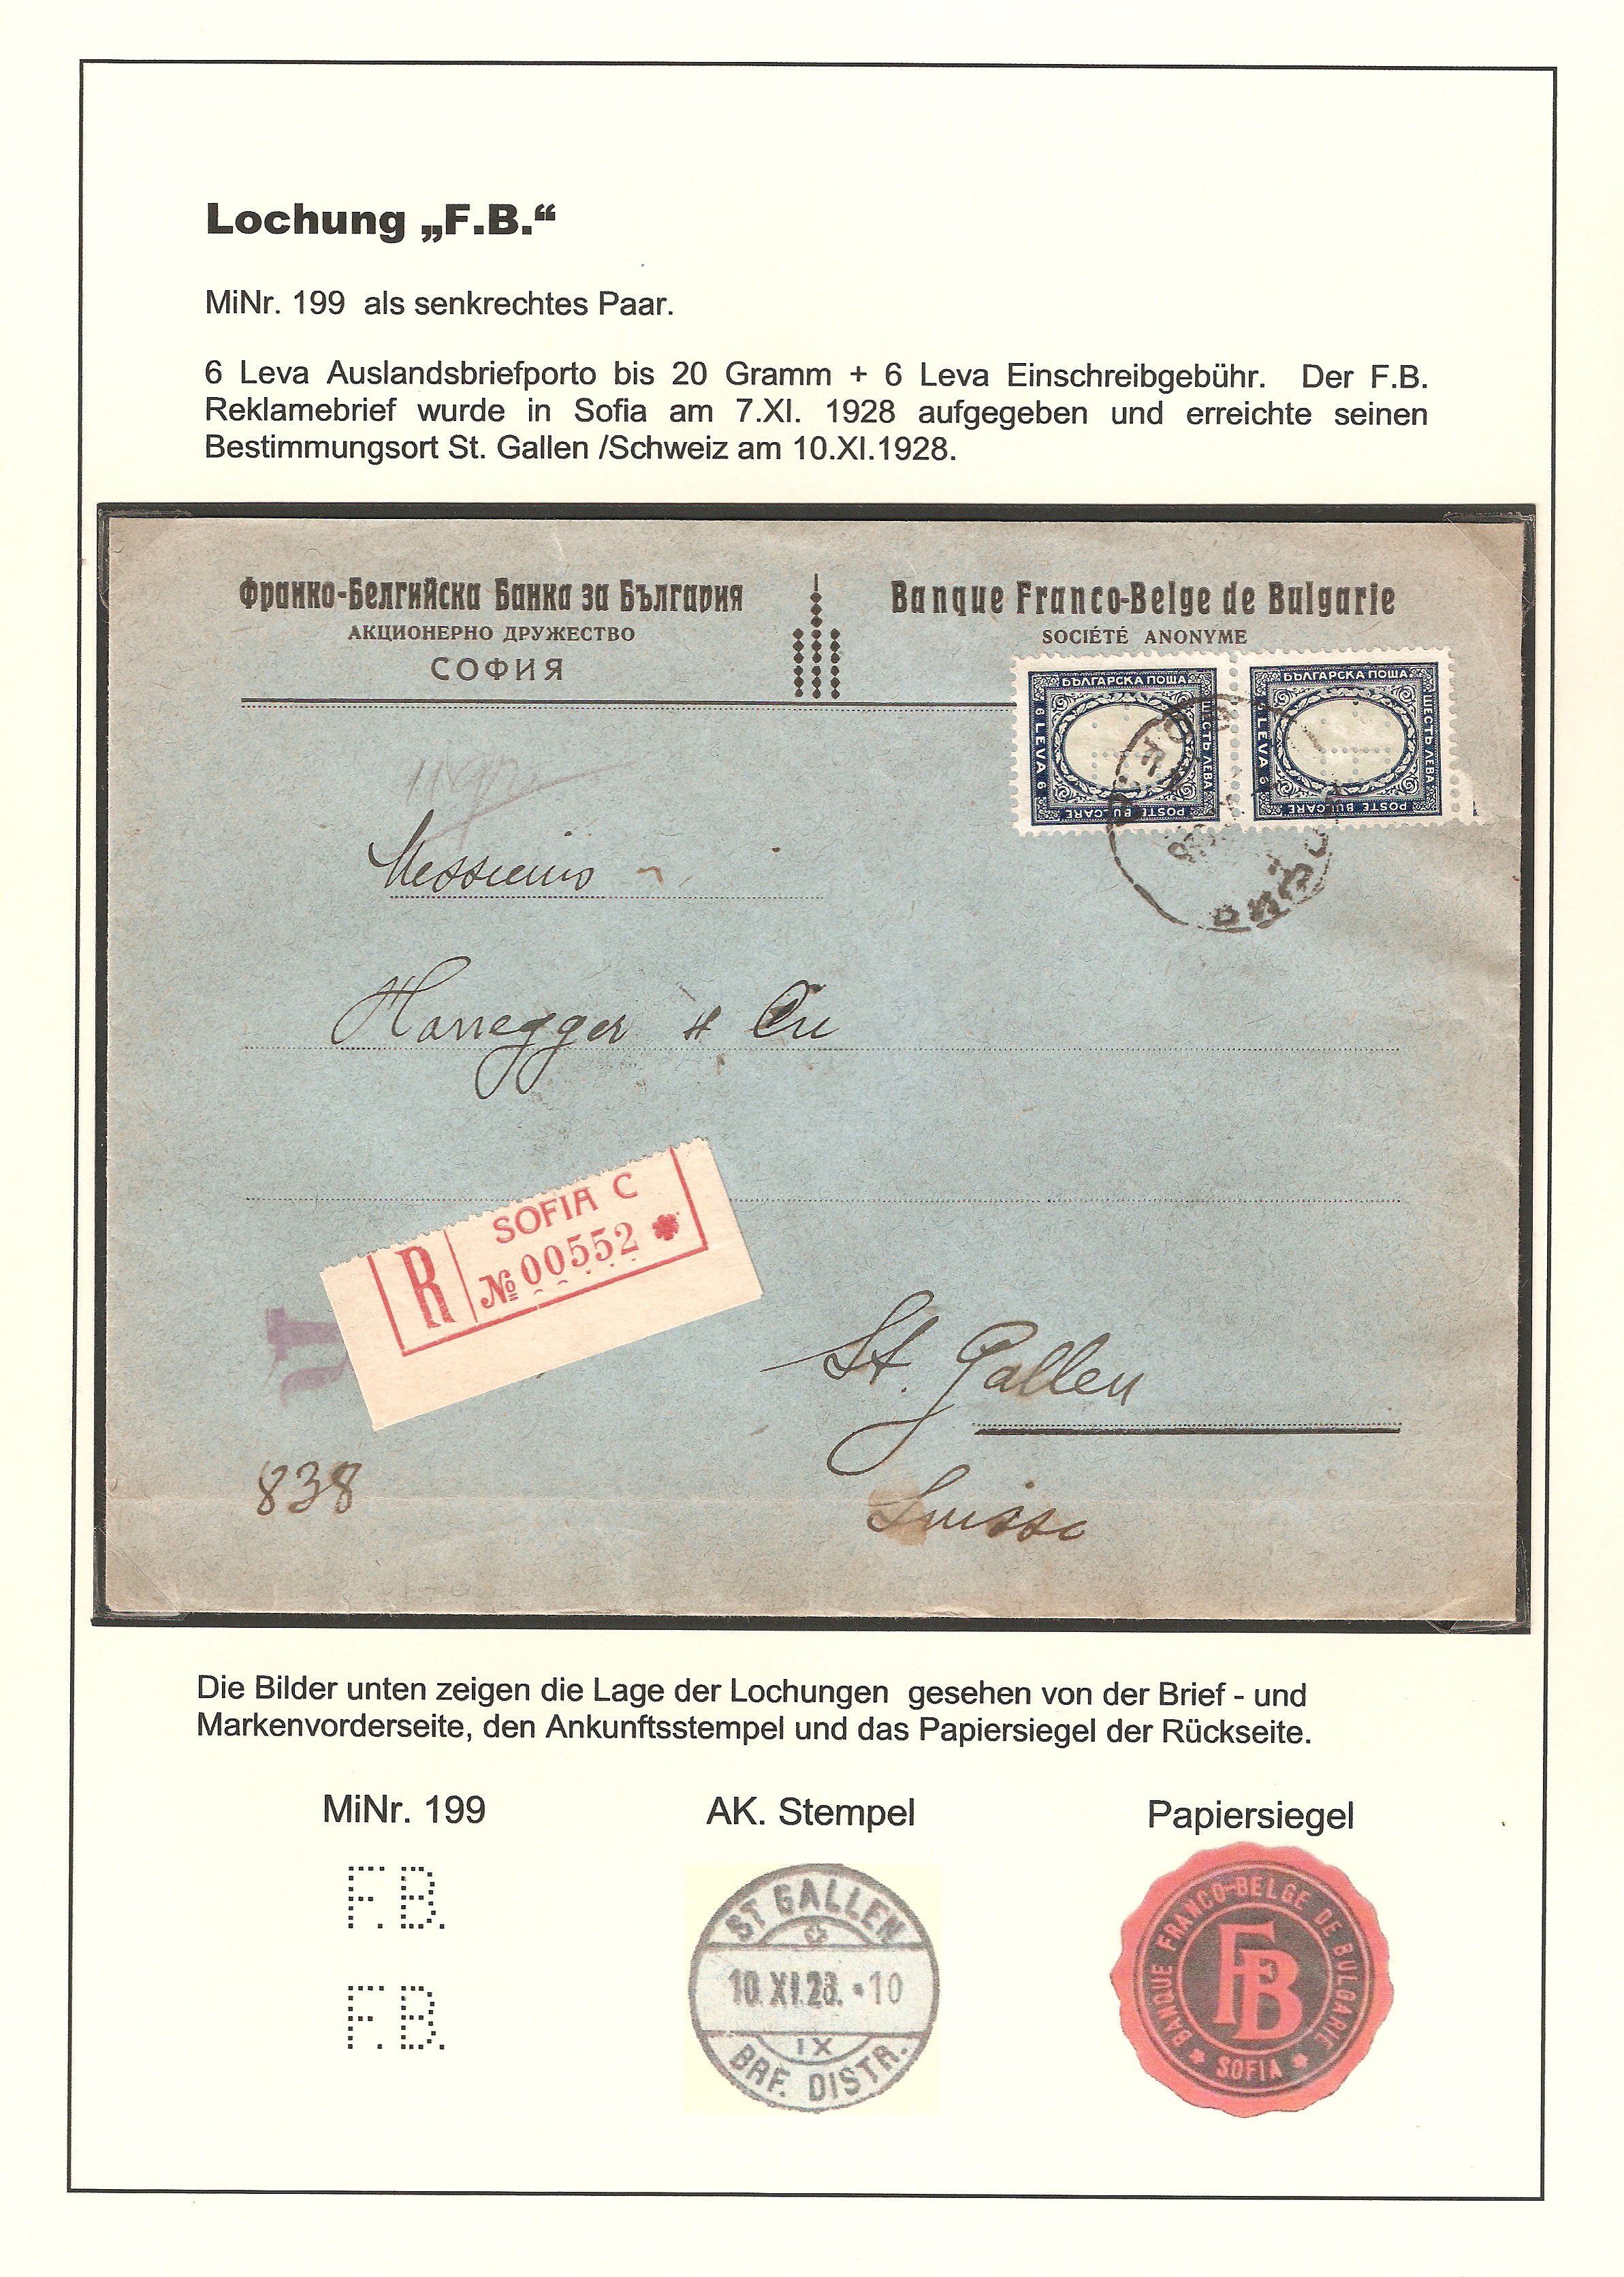 Lochung „F.B.“
MiNr. 199 als senkrechtes Paar.
6 Leva Auslandsbriefporto bis 20 Gramm + 6 Leva Einschreibgebühr. Der F.B.
Reklamebrief wurde in Sofia am 7.XI. 1928 aufgegeben und erreichte seinen
Bestimmungsort St. Gallen /Schweiz am 10.XI.1928.
Франко-Белгийска Банка за България
АКЦИОНЕРНО ДРУЖЕСТВО
СОФИЯ
Banque Franco-Belge de Bulgarie
SOCIÉTÉ ANONYME
БЪЛГАРСКА ПОЩА
ШЕСТЬ ЛЕВА
6 LEVA 6
POSTE BULGARE
БЪЛГАРСКА ПОЩА
ШЕСТЬ ЛЕВА
6 LEVA 6
POSTE BULGARE
Messieurs
Honegger & Cie
SOFIA C
R
№ 00552
St. Gallen
Suisse
838
Die Bilder unten zeigen die Lage der Lochungen gesehen von der Brief - und
Markenvorderseite, den Ankunftsstempel und das Papiersiegel der Rückseite.
MiNr. 199
F.B.
F.B.
AK. Stempel
ST GALLEN
10.XI.28.-10
IX
BRF. DISTR.
Papiersiegel
BANQUE FRANCO-BELGE DE BULGARIE
FB
* SOFIA *